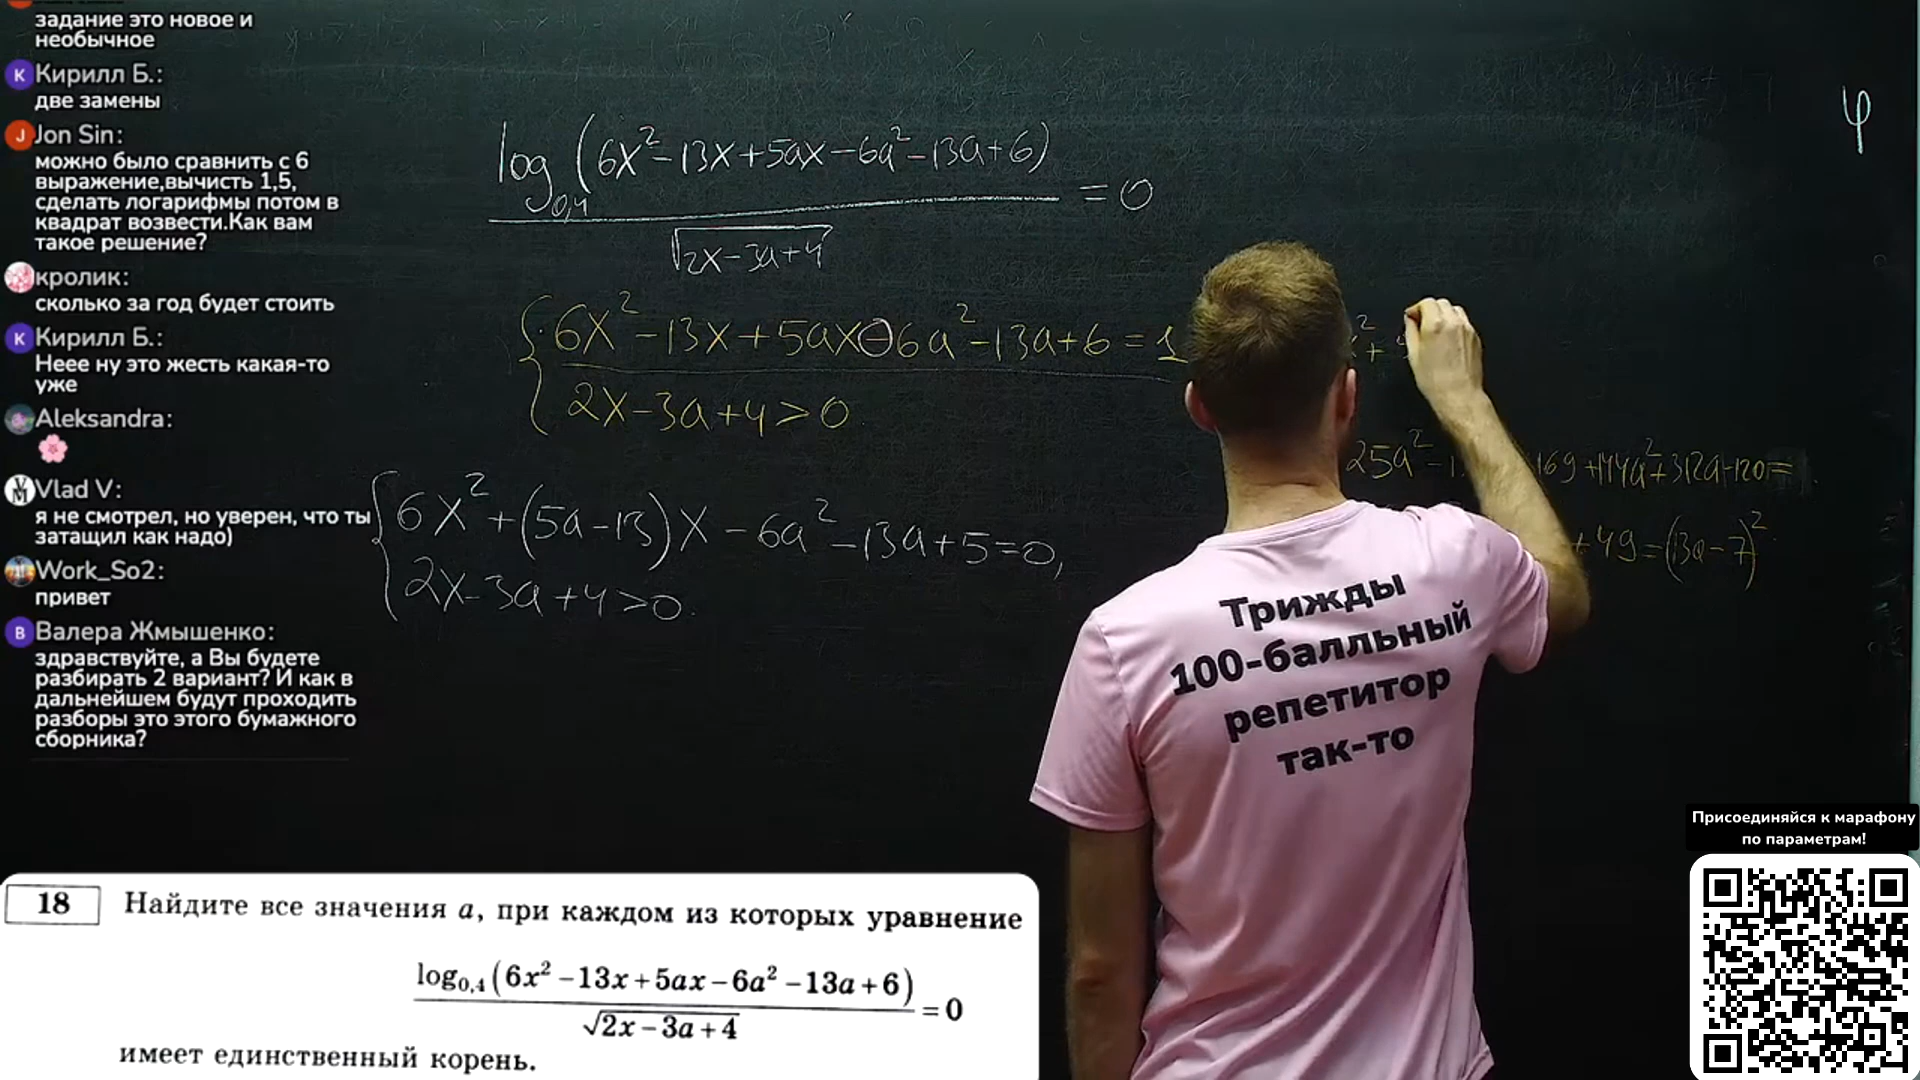 задание это новое и
необычное
Кирилл Б.:
две замены
Jon Sin:
можно было сравнить с 6
выражение,вычисть 1,5,
сделать логарифмы потом в
квадрат возвести.Как вам
такое решение?
кролик:
сколько за год будет стоить
Кирилл Б.:
Неее ну это жесть какая-то
уже
Aleksandra:
🌸
Vlad V:
я не смотрел, но уверен, что ты
затащил как надо)
Work_So2:
привет
Валера Жмышенко:
здравствуйте, а Вы будете
разбирать 2 вариант? И как в
дальнейшем будут проходить
разборы это этого бумажного
сборника?
log₀,₄(6x²-13x+5ax-6a²-13a+6)
= 0
√(2x-3a+4)
6x²-13x+5ax-6a²-13a+6=1
2x-3a+4>0
6x²+(5a-13)x-6a²-13a+5=0,
2x-3a+4>0.
25a²
169+144a²+312a-120=
+49=(13a-7)²
φ
Трижды
100-балльный
репетитор
так-то
Присоединяйся к марафону
по параметрам!
18 Найдите все значения a, при каждом из которых уравнение
log₀,₄(6x²-13x+5ax-6a²-13a+6)
= 0
√(2x-3a+4)
имеет единственный корень.